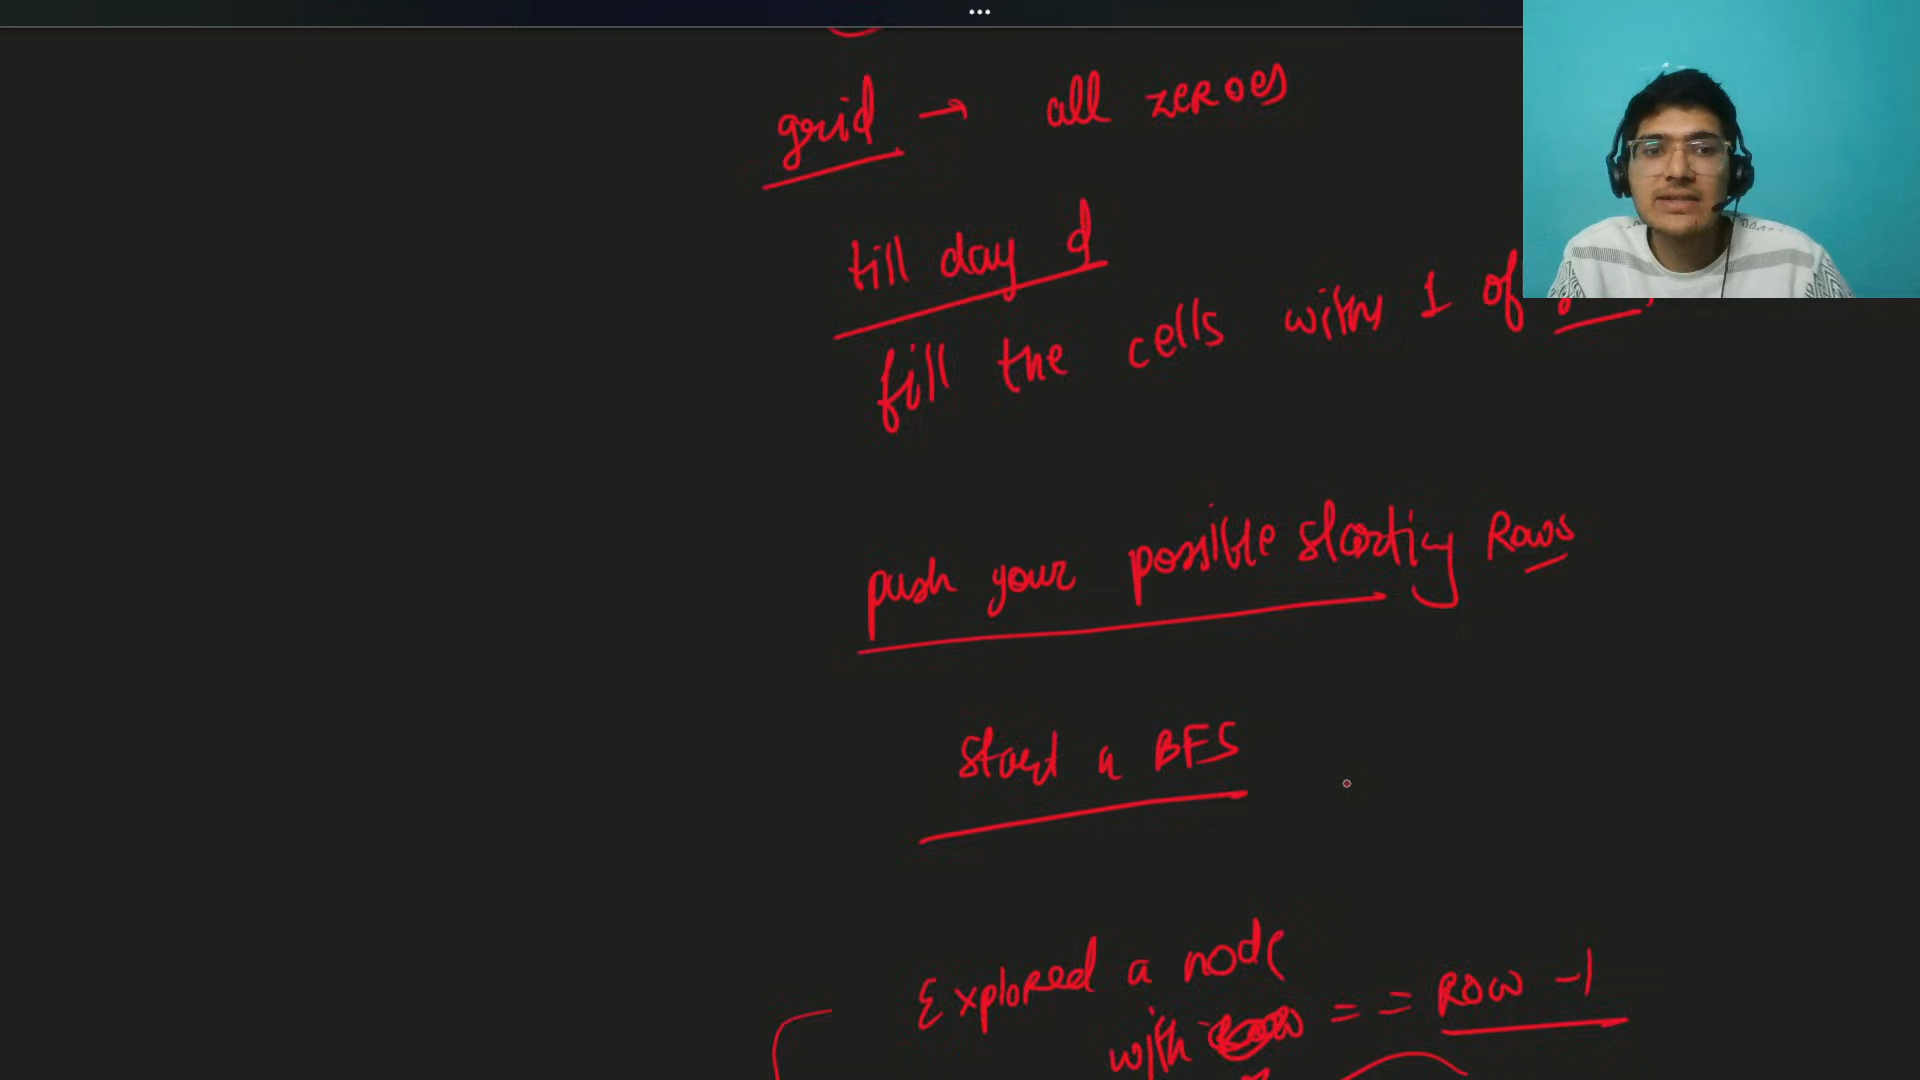 grid → all zeroes
till day d
fill the cells with 1 of
push your possible starting Rows
Start a BFS
Explored a node
with == ROW -1